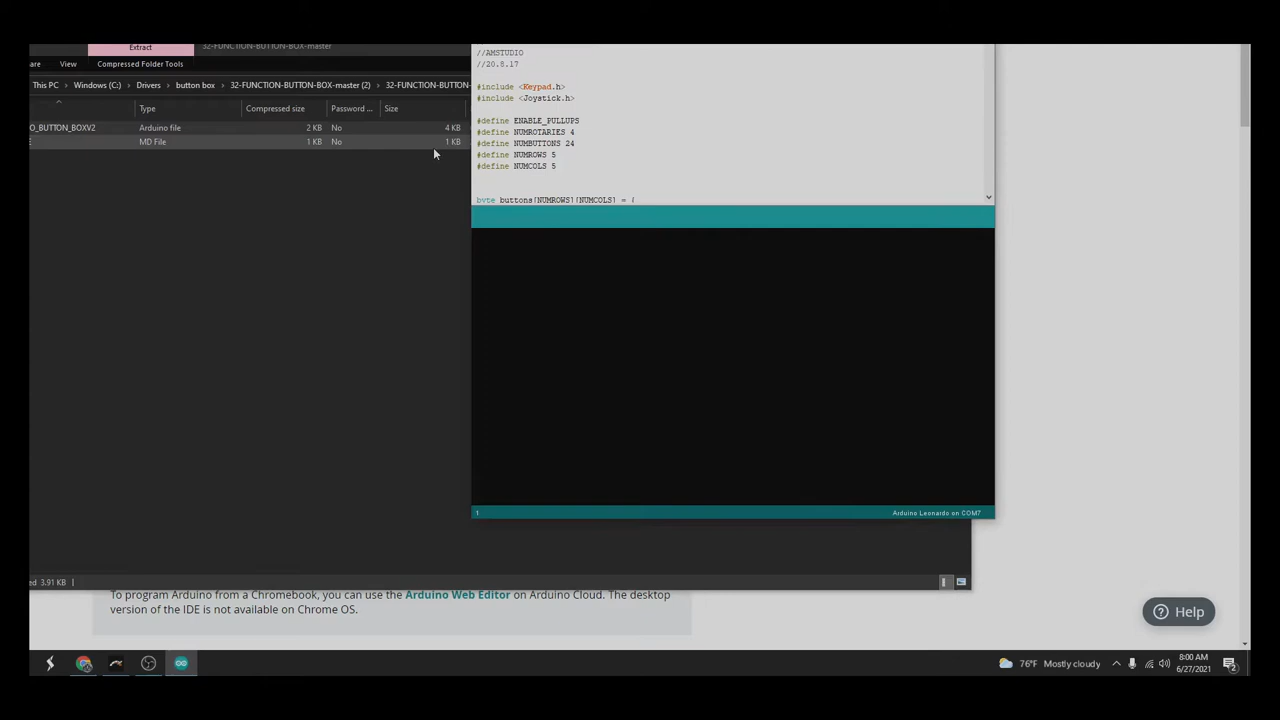 Extract
32-FUNCTION-BUTTON-BOX-master
are View Compressed Folder Tools
This PC > Windows (C:) > Drivers > button box > 32-FUNCTION-BUTTON-BOX-master (2) > 32-FUNCTION-BUTTON-
Type Compressed size Password ... Size
O_BUTTON_BOXV2 Arduino file 2 KB No 4 KB
E MD File 1 KB No 1 KB
//AMSTUDIO
//20.8.17
#include <Keypad.h>
#include <Joystick.h>
#define ENABLE_PULLUPS
#define NUMROTARIES 4
#define NUMBUTTONS 24
#define NUMROWS 5
#define NUMCOLS 5
byte buttons[NUMROWS][NUMCOLS] = {
1 Arduino Leonardo on COM7
ed 3.91 KB
To program Arduino from a Chromebook, you can use the Arduino Web Editor on Arduino Cloud. The desktop
version of the IDE is not available on Chrome OS.
Help
76°F Mostly cloudy
8:00 AM
6/27/2021
2